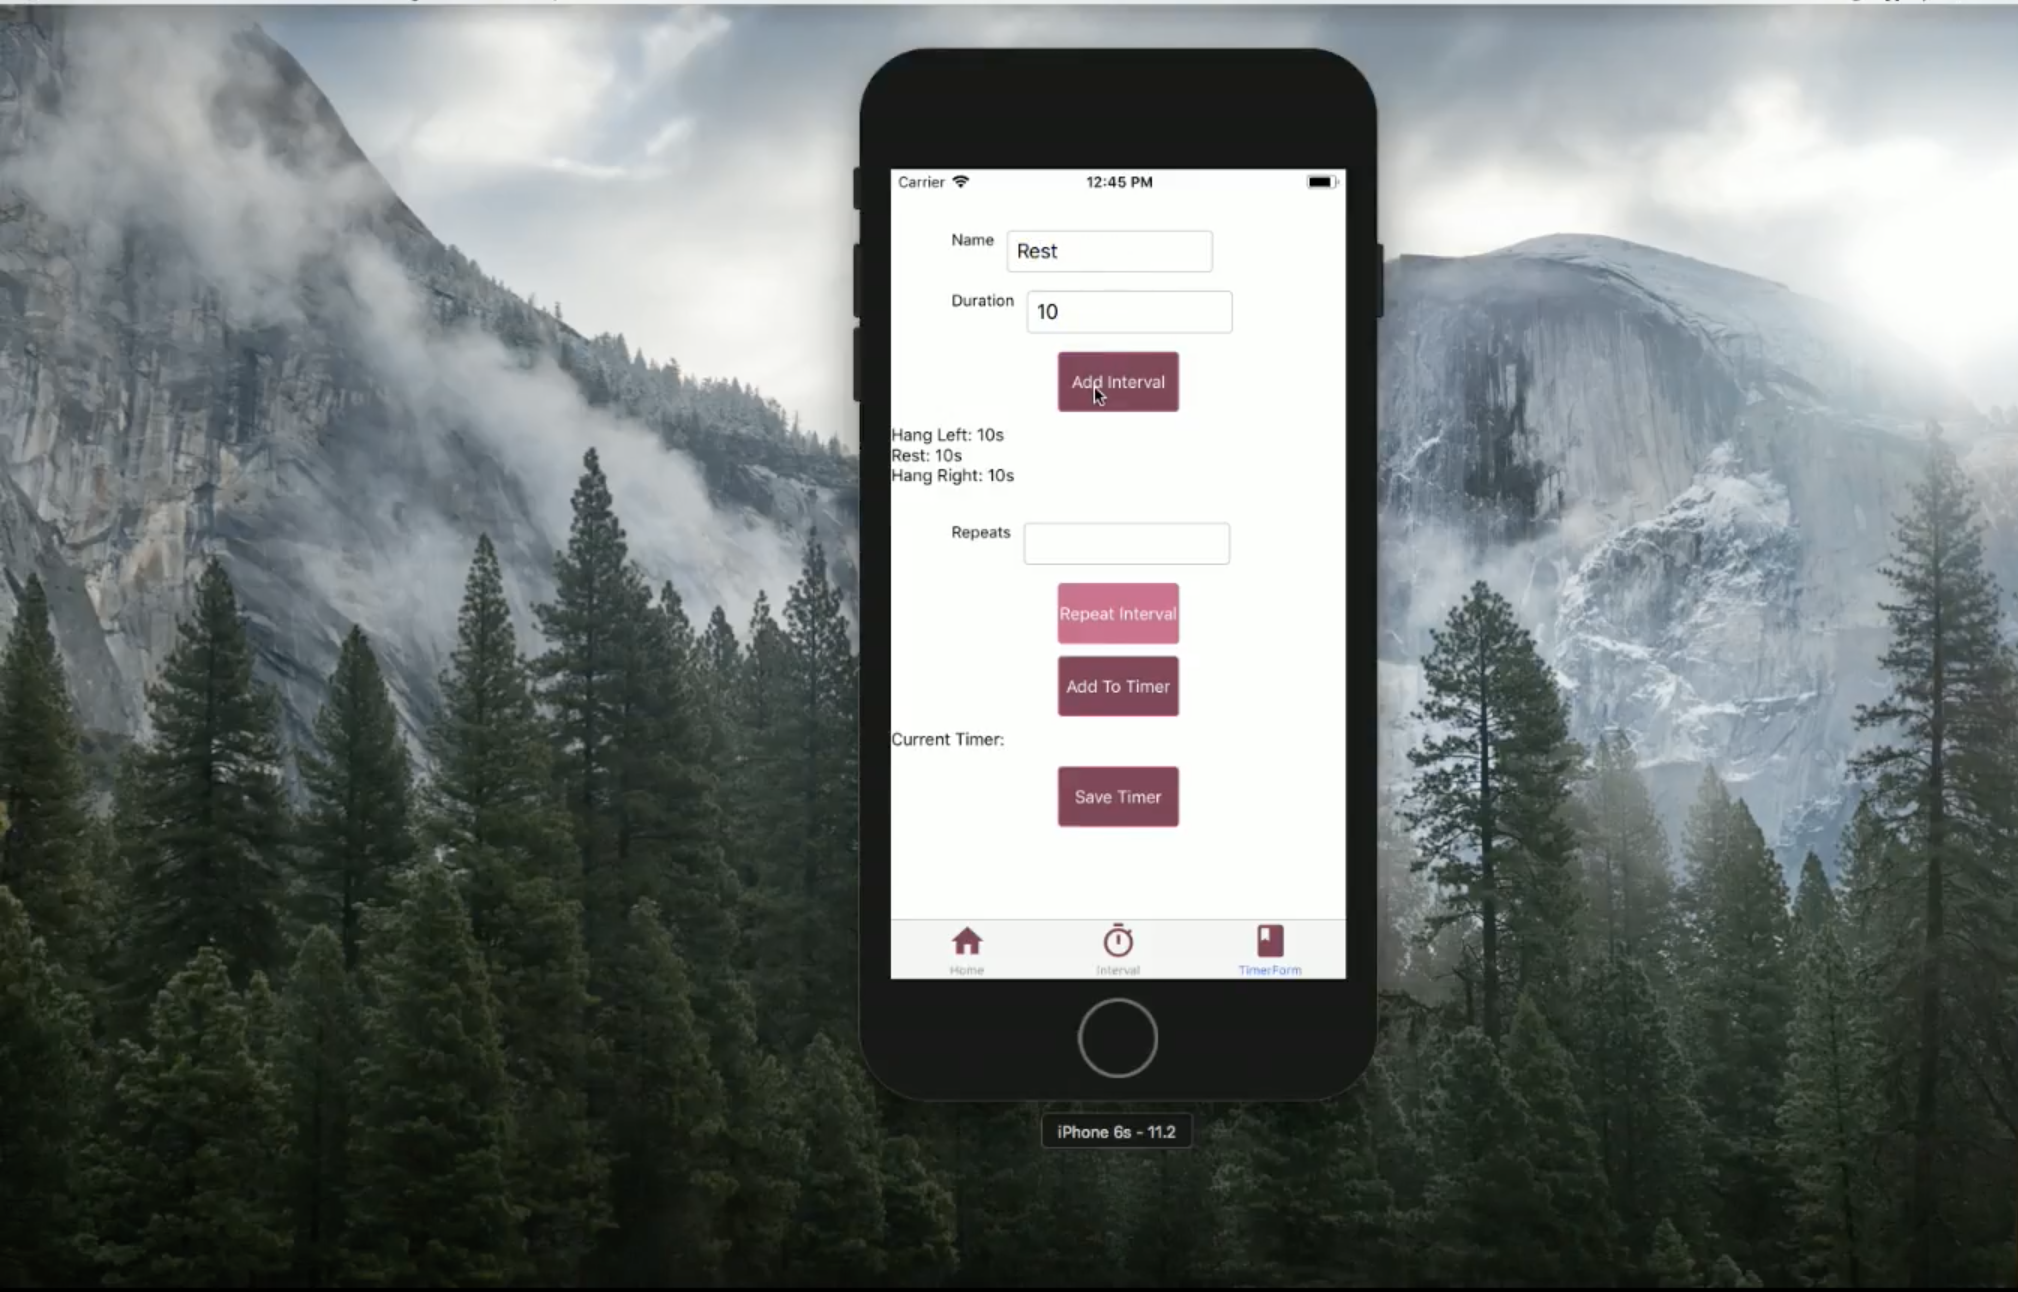 Carrier 12:45 PM
Name Rest
Duration 10
Add Interval
Hang Left: 10s
Rest: 10s
Hang Right: 10s
Repeats
Repeat Interval
Add To Timer
Current Timer:
Save Timer
Home Interval TimerForm
iPhone 6s - 11.2